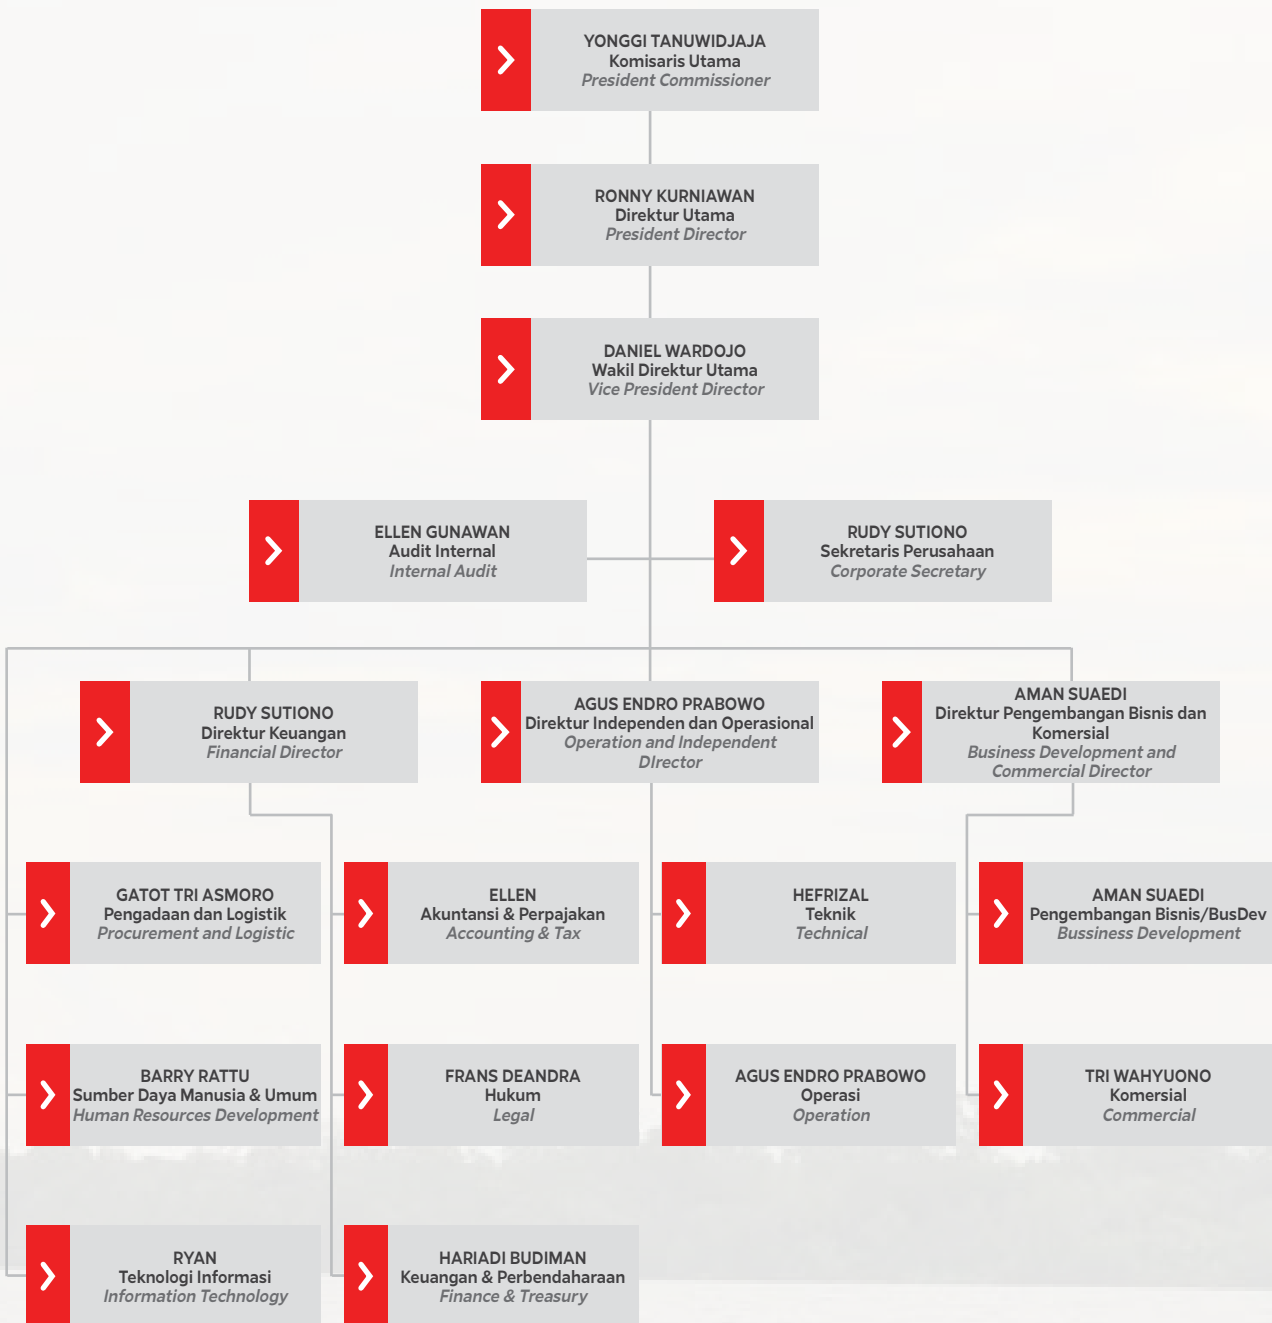 YONGGI TANUWIDJAJA
Komisaris Utama
President Commissioner
RONNY KURNIAWAN
Direktur Utama
President Director
DANIEL WARDOJO
Wakil Direktur Utama
Vice President Director
ELLEN GUNAWAN
Audit Internal
Internal Audit
RUDY SUTIONO
Sekretaris Perusahaan
Corporate Secretary
RUDY SUTIONO
Direktur Keuangan
Financial Director
AGUS ENDRO PRABOWO
Direktur Independen dan Operasional
Operation and Independent
DIrector
AMAN SUAEDI
Direktur Pengembangan Bisnis dan
Komersial
Business Development and
Commercial Director
GATOT TRI ASMORO
Pengadaan dan Logistik
Procurement and Logistic
ELLEN
Akuntansi & Perpajakan
Accounting & Tax
HEFRIZAL
Teknik
Technical
AMAN SUAEDI
Pengembangan Bisnis/BusDev
Bussiness Development
BARRY RATTU
Sumber Daya Manusia & Umum
Human Resources Development
FRANS DEANDRA
Hukum
Legal
AGUS ENDRO PRABOWO
Operasi
Operation
TRI WAHYUONO
Komersial
Commercial
RYAN
Teknologi Informasi
Information Technology
HARIADI BUDIMAN
Keuangan & Perbendaharaan
Finance & Treasury